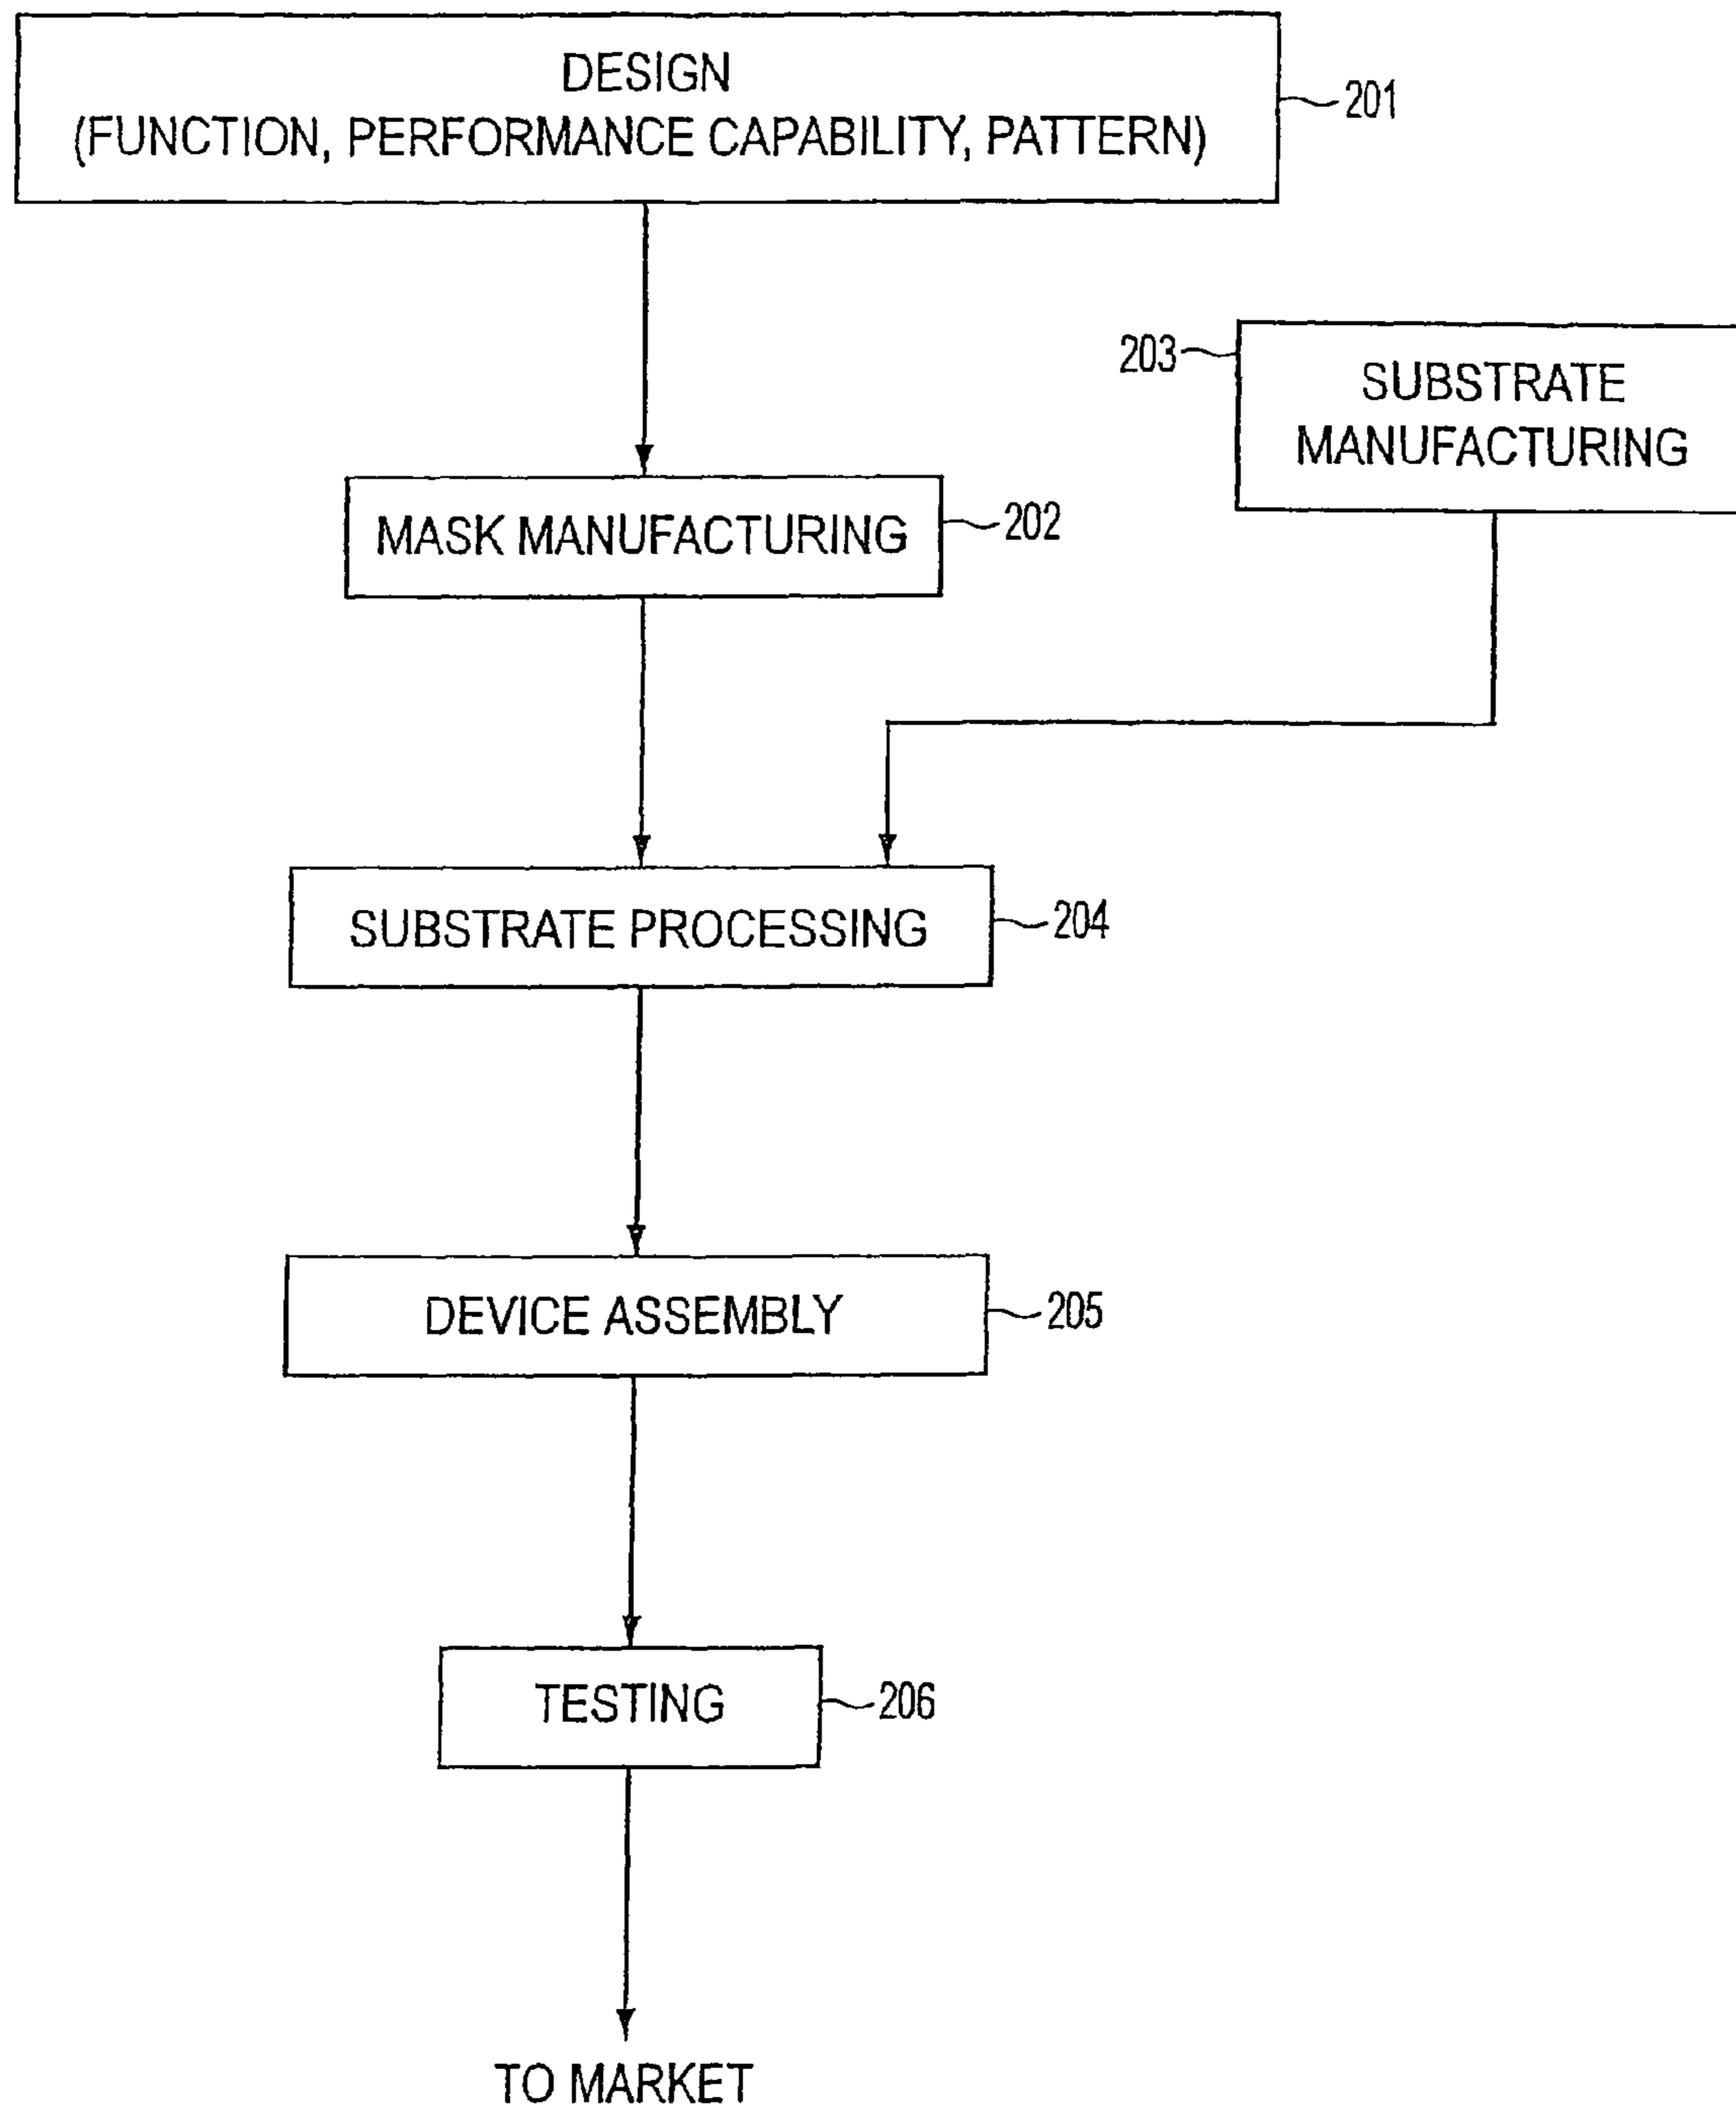 DESIGN
(FUNCTION, PERFORMANCE CAPABILITY, PATTERN)
201
203
SUBSTRATE
MANUFACTURING
MASK MANUFACTURING
202
SUBSTRATE PROCESSING
204
DEVICE ASSEMBLY
205
TESTING
206
TO MARKET